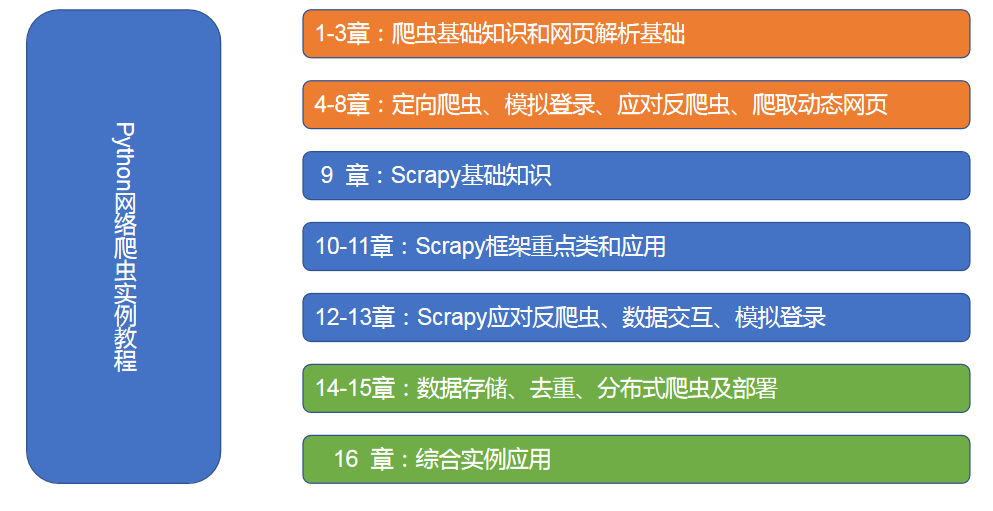 Python网络爬虫实例教程
1-3章：爬虫基础知识和网页解析基础
4-8章：定向爬虫、模拟登录、应对反爬虫、爬取动态网页
9 章：Scrapy基础知识
10-11章：Scrapy框架重点类和应用
12-13章：Scrapy应对反爬虫、数据交互、模拟登录
14-15章：数据存储、去重、分布式爬虫及部署
16 章：综合实例应用